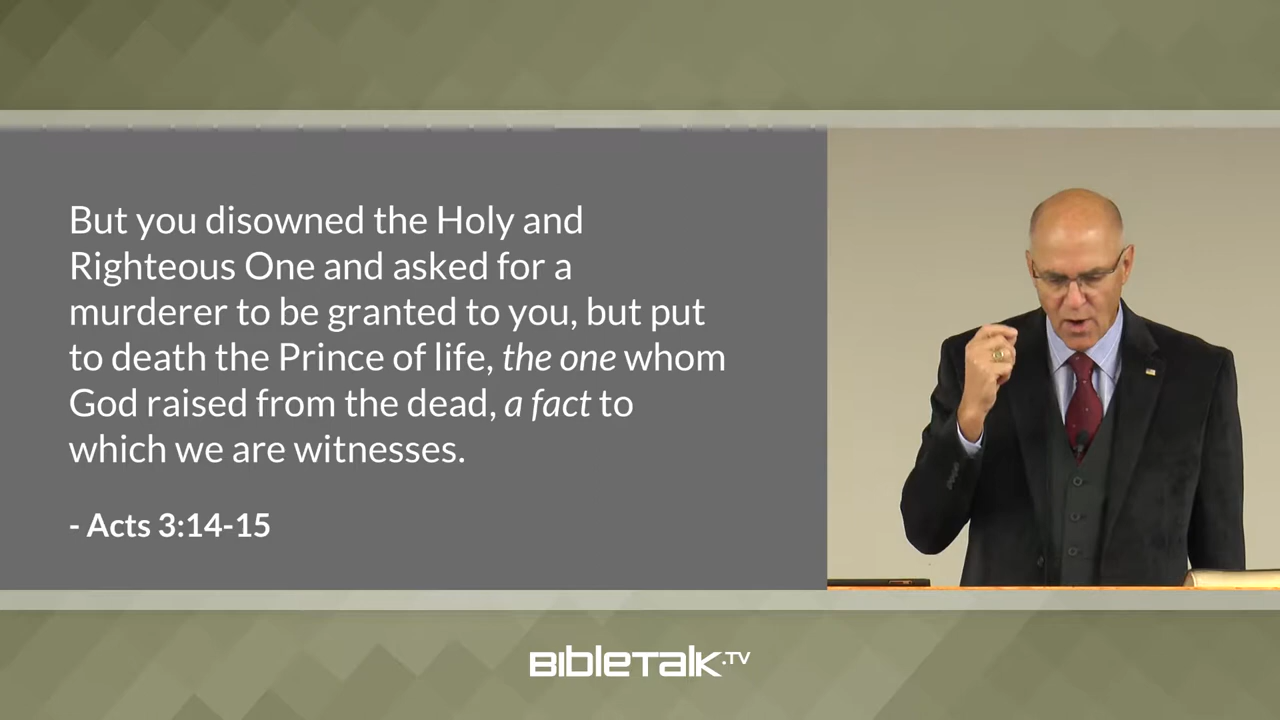 But you disowned the Holy and
Righteous One and asked for a
murderer to be granted to you, but put
to death the Prince of life, the one whom
God raised from the dead, a fact to
which we are witnesses.
- Acts 3:14-15
BibleTalk.TV